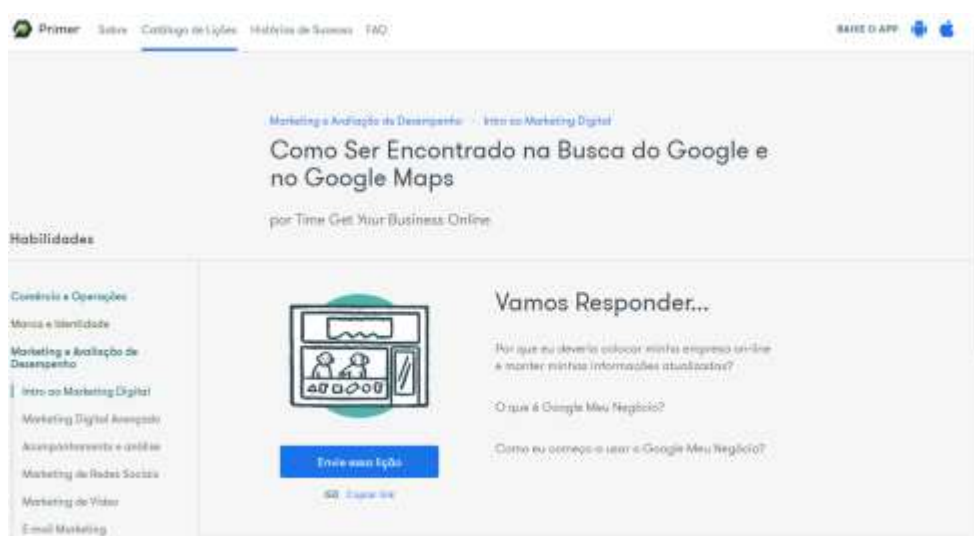 Primer Sobre Catálogo de Lições Histórias de Sucesso FAQ BAIXE O APP
Marketing e Avaliação de Desempenho Intro ao Marketing Digital
Como Ser Encontrado na Busca do Google e
no Google Maps
por Time Get Your Business Online
Habilidades
Comércio e Operações
Marca e Identidade
Marketing e Avaliação de
Desempenho
Intro ao Marketing Digital
Marketing Digital Avançado
Acompanhamento e análise
Marketing de Redes Sociais
Marketing de Vídeo
E-mail Marketing
Envie essa lição
Copiar link
Vamos Responder...
Por que eu deveria colocar minha empresa on-line
e manter minhas informações atualizadas?
O que é Google Meu Negócio?
Como eu começo a usar o Google Meu Negócio?